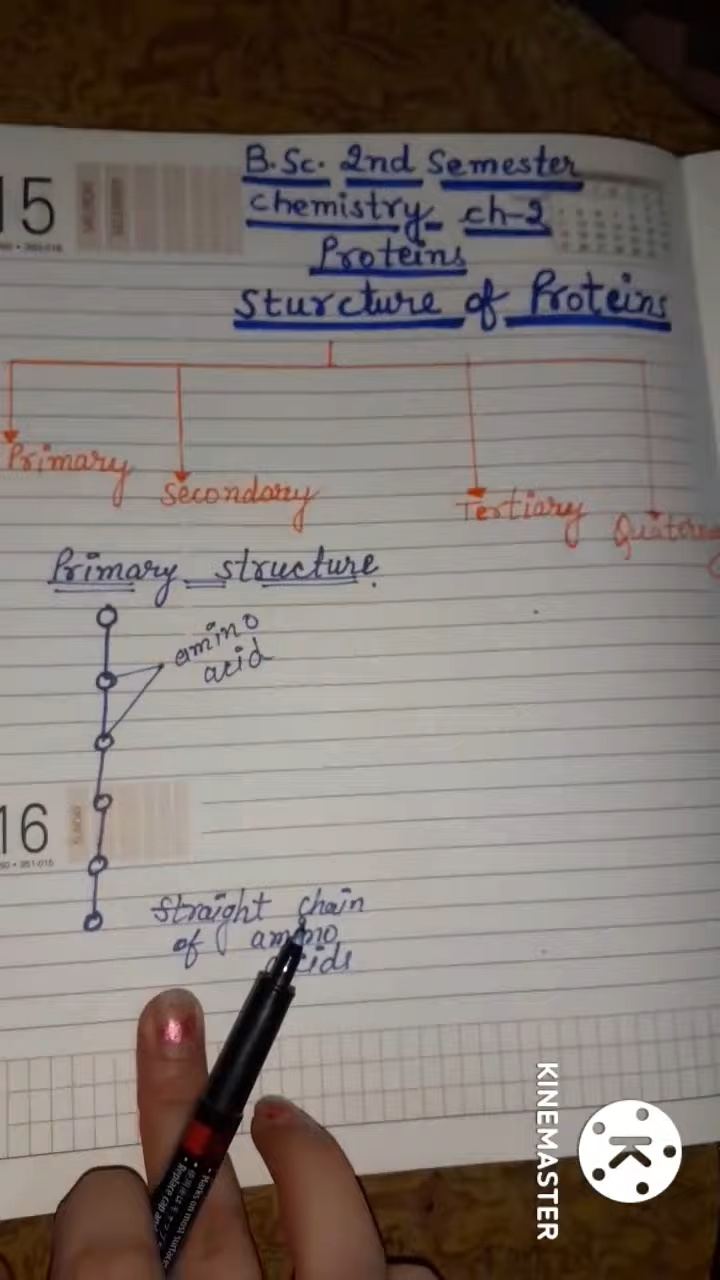 B.Sc. 2nd Semester
15
chemistry- ch-2
Proteins
Sturcture of Proteins
Primary
Secondary
Tertiary
Primary structure
amino
acid
16
SUNDAY
straight chain
of amino
acids
KINEMASTER